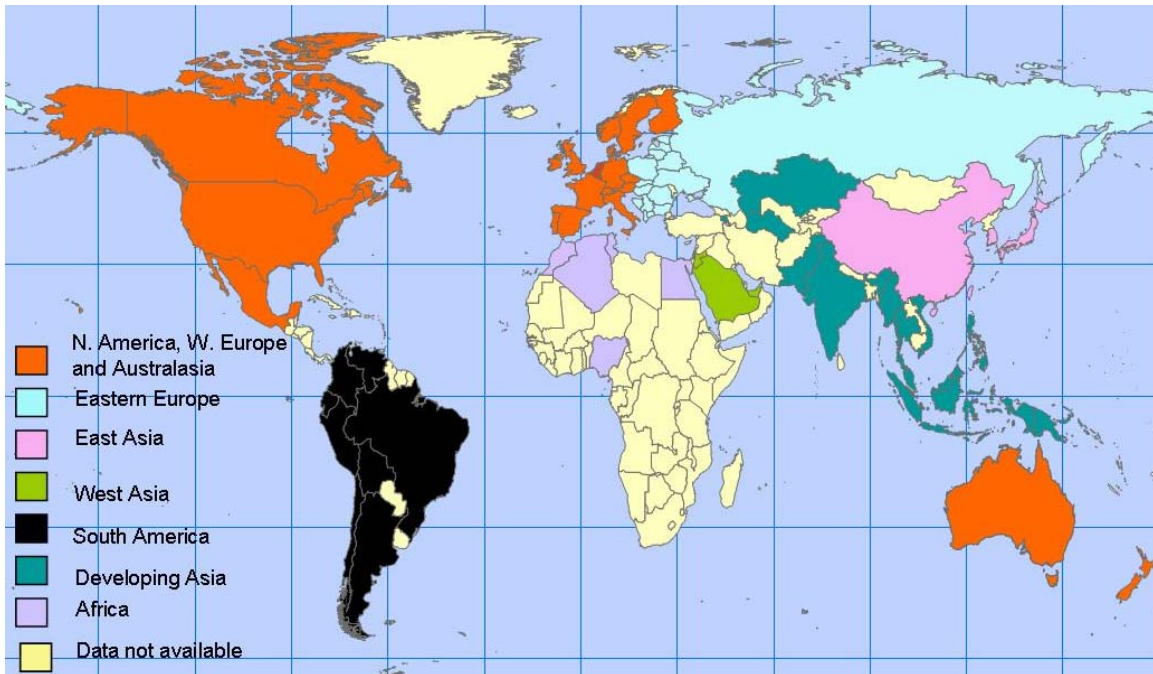 N. America, W. Europe
and Australasia
Eastern Europe
East Asia
West Asia
South America
Developing Asia
Africa
Data not available